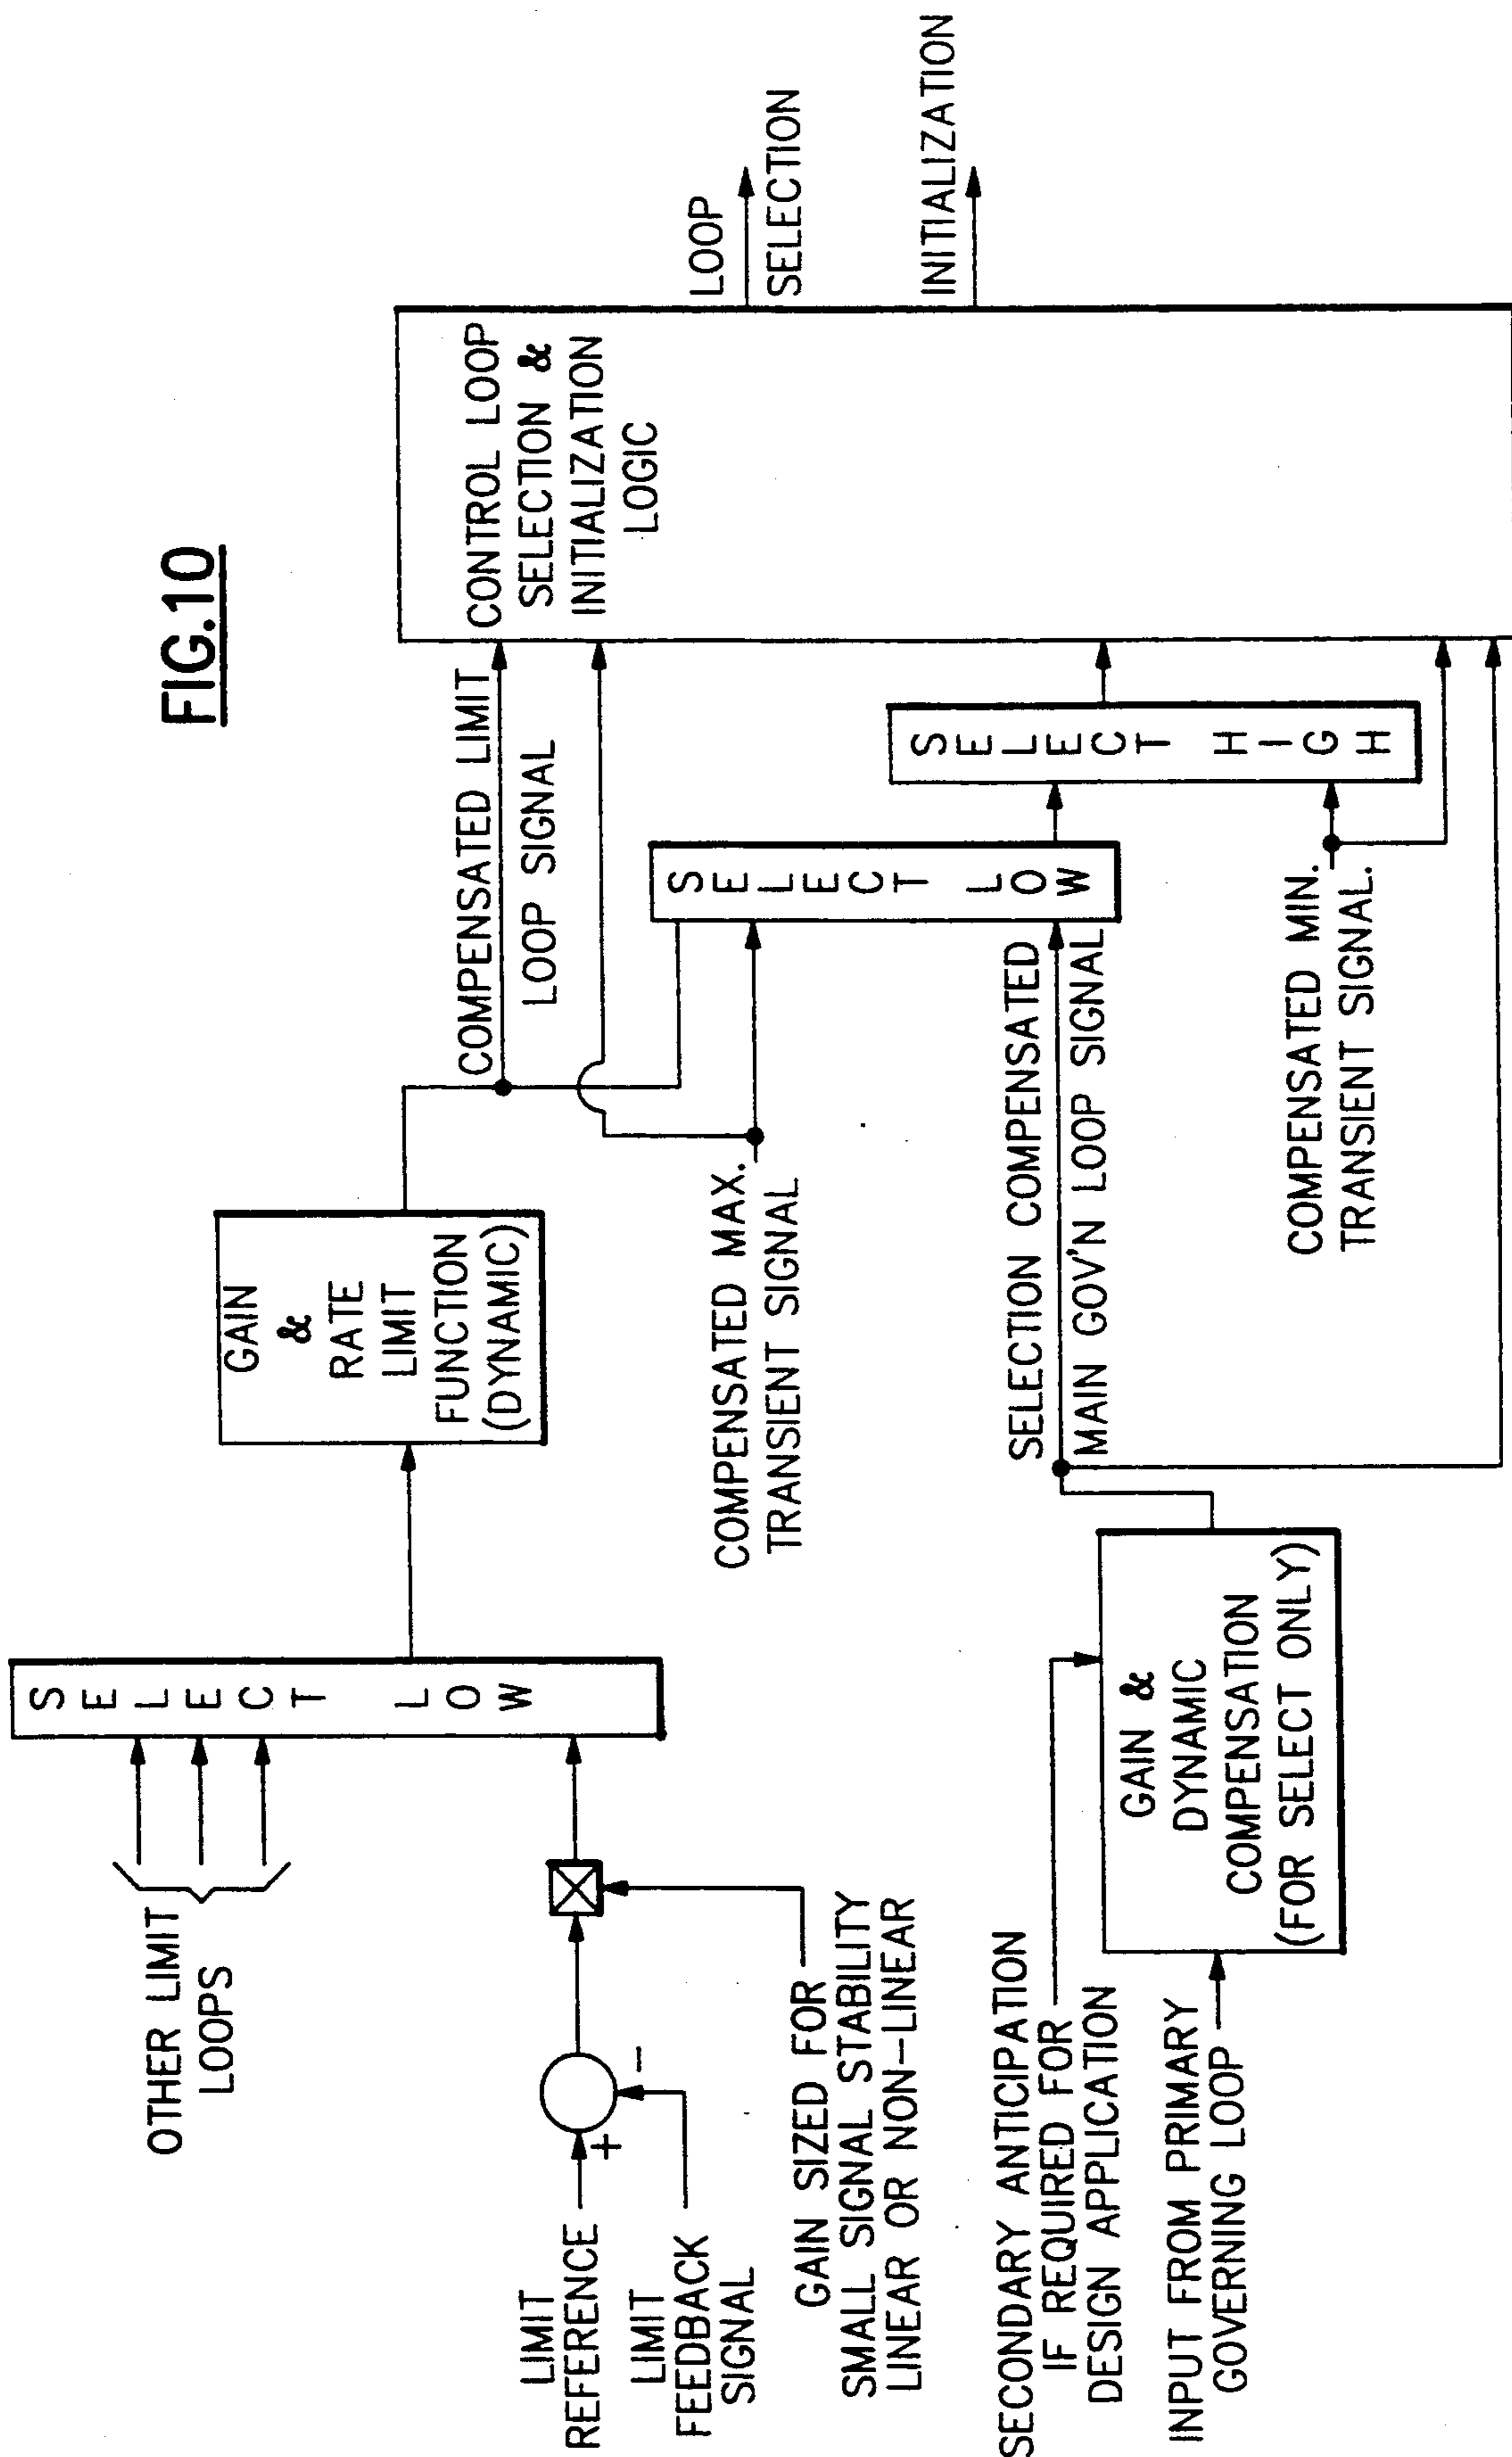 FIG.10
OTHER LIMIT
LOOPS
SELECT LOW
LIMIT
REFERENCE
+
-
LIMIT
FEEDBACK
SIGNAL
GAIN SIZED FOR
SMALL SIGNAL STABILITY
LINEAR OR NON-LINEAR
GAIN
&
RATE
LIMIT
FUNCTION
(DYNAMIC)
COMPENSATED LIMIT
LOOP SIGNAL
COMPENSATED MAX.
TRANSIENT SIGNAL
SELECT LOW
SELECTION COMPENSATED
MAIN GOV'N LOOP SIGNAL
SELECT HIGH
COMPENSATED MIN.
TRANSIENT SIGNAL.
CONTROL LOOP
SELECTION &
INITIALIZATION
LOGIC
LOOP
SELECTION
INITIALIZATION
SECONDARY ANTICIPATION
IF REQUIRED FOR
DESIGN APPLICATION
INPUT FROM PRIMARY
GOVERNING LOOP
GAIN &
DYNAMIC
COMPENSATION
(FOR SELECT ONLY)